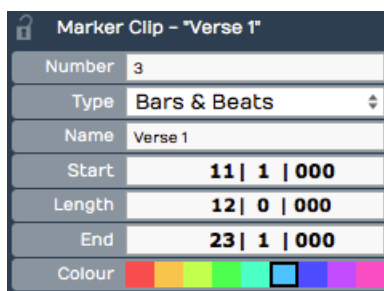 Marker Clip – "Verse 1"
Number 3
Type Bars & Beats
Name Verse 1
Start 11| 1 |000
Length 12| 0 |000
End 23| 1 |000
Colour